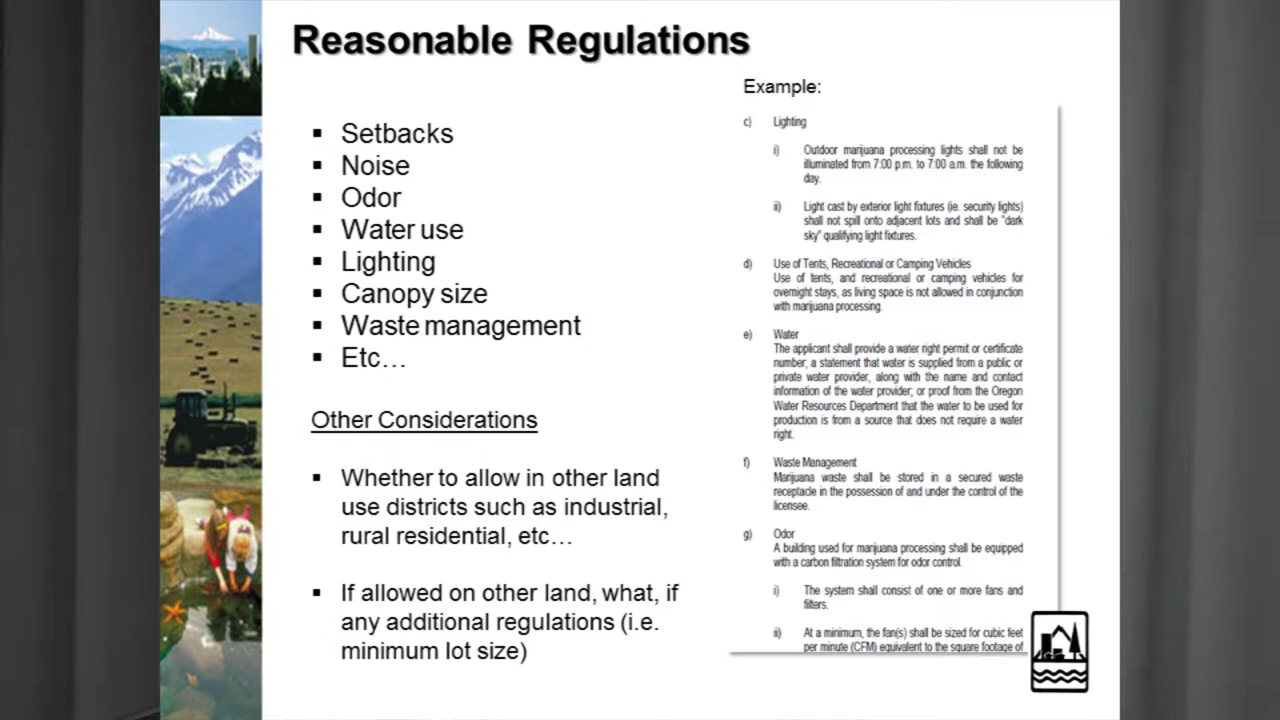 Reasonable Regulations
▪ Setbacks
▪ Noise
▪ Odor
▪ Water use
▪ Lighting
▪ Canopy size
▪ Waste management
▪ Etc…
Other Considerations
▪ Whether to allow in other land
use districts such as industrial,
rural residential, etc…
▪ If allowed on other land, what, if
any additional regulations (i.e.
minimum lot size)
Example:
c) Lighting
i) Outdoor marijuana processing lights shall not be
illuminated from 7:00 p.m. to 7:00 a.m. the following
day.
ii) Light cast by exterior light fixtures (ie. security lights)
shall not spill onto adjacent lots and shall be "dark
sky" qualifying light fixtures.
d) Use of Tents, Recreational or Camping Vehicles
Use of tents, and recreational or camping vehicles for
overnight stays, as living space is not allowed in conjunction
with marijuana processing.
e) Water
The applicant shall provide a water right permit or certificate
number; a statement that water is supplied from a public or
private water provider, along with the name and contact
information of the water provider; or proof from the Oregon
Water Resources Department that the water to be used for
production is from a source that does not require a water
right.
f) Waste Management
Marijuana waste shall be stored in a secured waste
receptacle in the possession of and under the control of the
licensee.
g) Odor
A building used for marijuana processing shall be equipped
with a carbon filtration system for odor control.
i) The system shall consist of one or more fans and
filters.
ii) At a minimum, the fan(s) shall be sized for cubic feet
per minute (CFM) equivalent to the square footage of